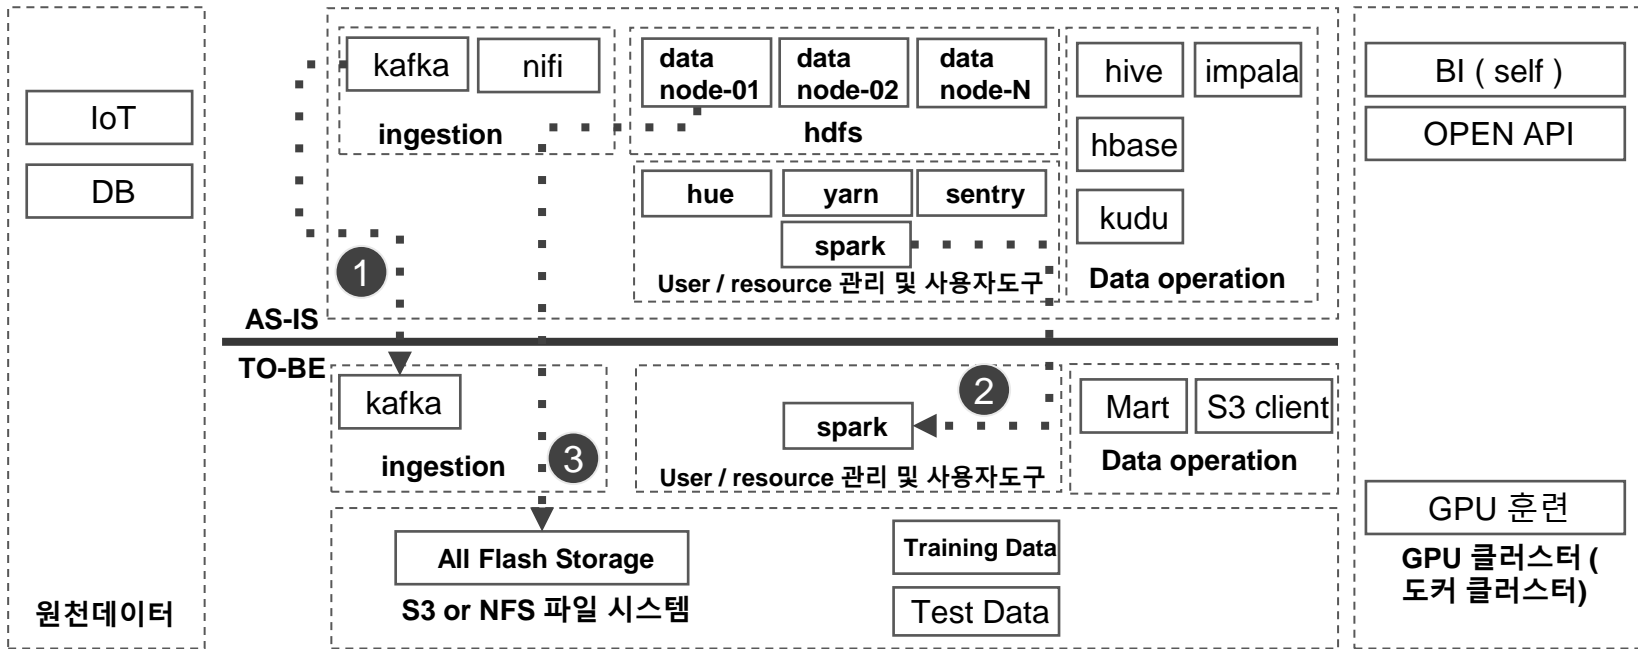 IoT
DB
원천데이터
kafka
nifi
ingestion
data
node-01
data
node-02
data
node-N
hdfs
hue
yarn
sentry
spark
User / resource 관리 및 사용자도구
hive
impala
hbase
kudu
Data operation
1
AS-IS
TO-BE
kafka
ingestion
3
2
spark
User / resource 관리 및 사용자도구
Mart
S3 client
Data operation
All Flash Storage
S3 or NFS 파일 시스템
Training Data
Test Data
BI ( self )
OPEN API
GPU 훈련
GPU 클러스터 (
도커 클러스터)